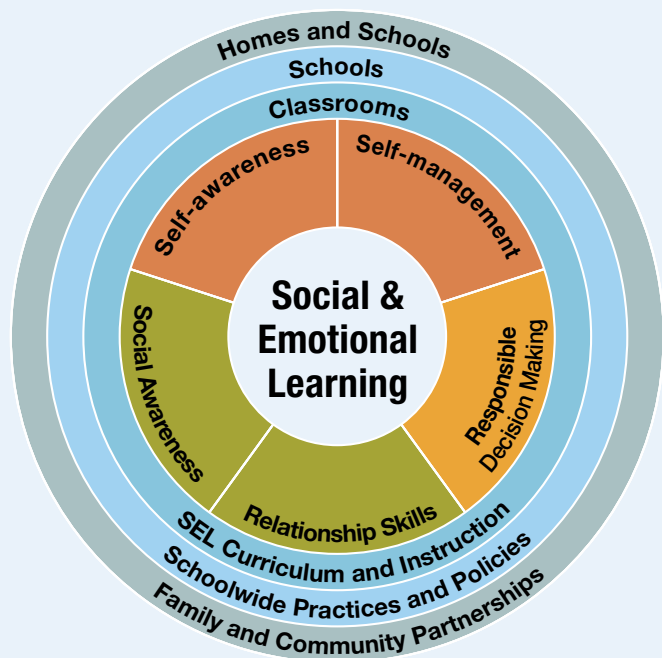 Homes and Schools
Schools
Classrooms
Self-awareness
Self-management
Social &
Emotional
Learning
Social Awareness
Responsible
Decision Making
Relationship Skills
SEL Curriculum and Instruction
Schoolwide Practices and Policies
Family and Community Partnerships